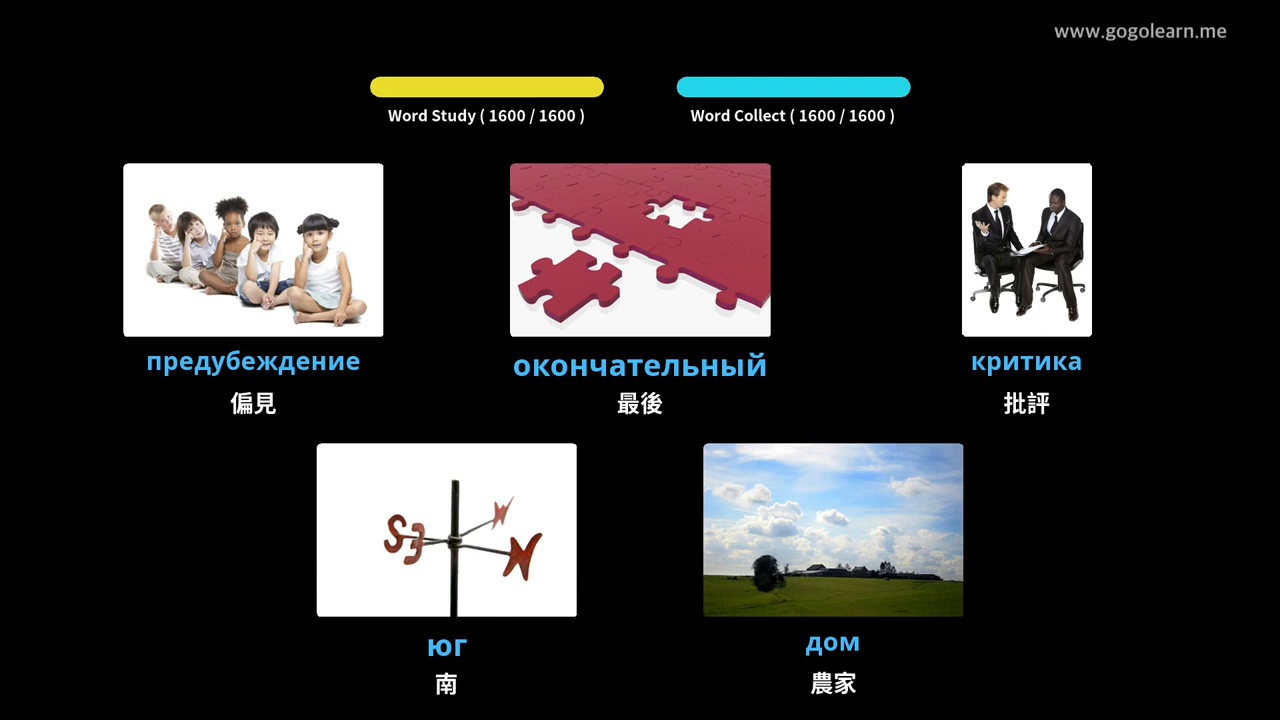 www.gogolearn.me
Word Study ( 1600 / 1600 )
Word Collect ( 1600 / 1600 )
предубеждение
偏見
окончательный
最後
критика
批評
S
E
N
юг
南
дом
農家